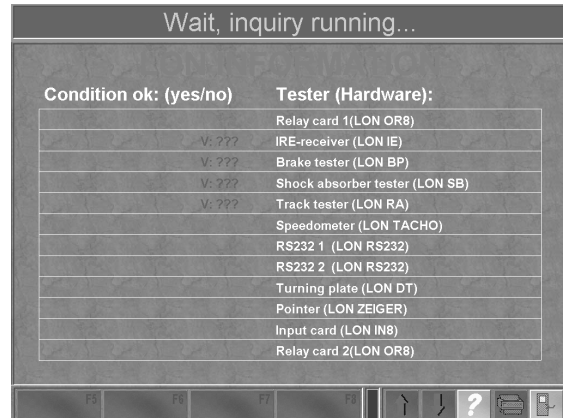 Wait, inquiry running...
LON INFORMATION
Condition ok: (yes/no) Tester (Hardware):
Relay card 1(LON OR8)
V: ??? IRE-receiver (LON IE)
V: ??? Brake tester (LON BP)
V: ??? Shock absorber tester (LON SB)
V: ??? Track tester (LON RA)
Speedometer (LON TACHO)
RS232 1 (LON RS232)
RS232 2 (LON RS232)
Turning plate (LON DT)
Pointer (LON ZEIGER)
Input card (LON IN8)
Relay card 2(LON OR8)
F5 F6 F7 F8 ?